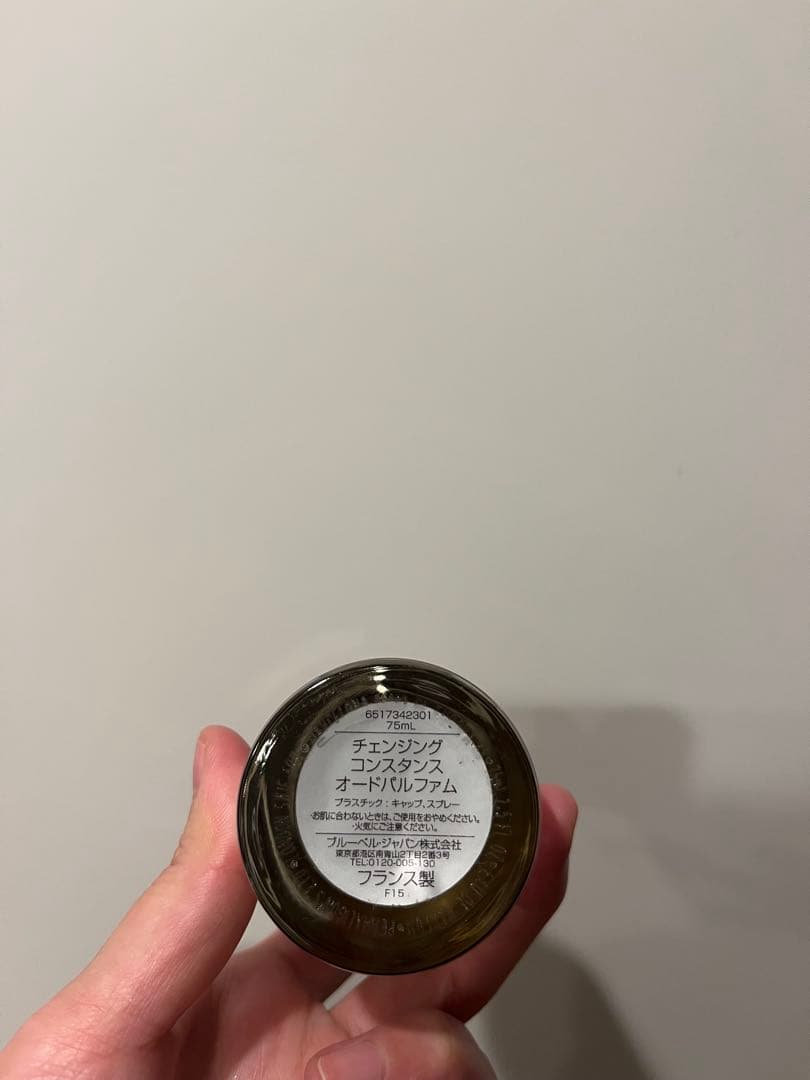 6517342301
75mL
チェンジング
コンスタンス
オードパルファム
プラスチック：キャップ、スプレー
・お肌に合わないときは、ご使用をおやめください。
・火気にご注意ください。
ブルーベル・ジャパン株式会社
東京都港区南青山2丁目2番3号
TEL:0120-005-130
フランス製
F15